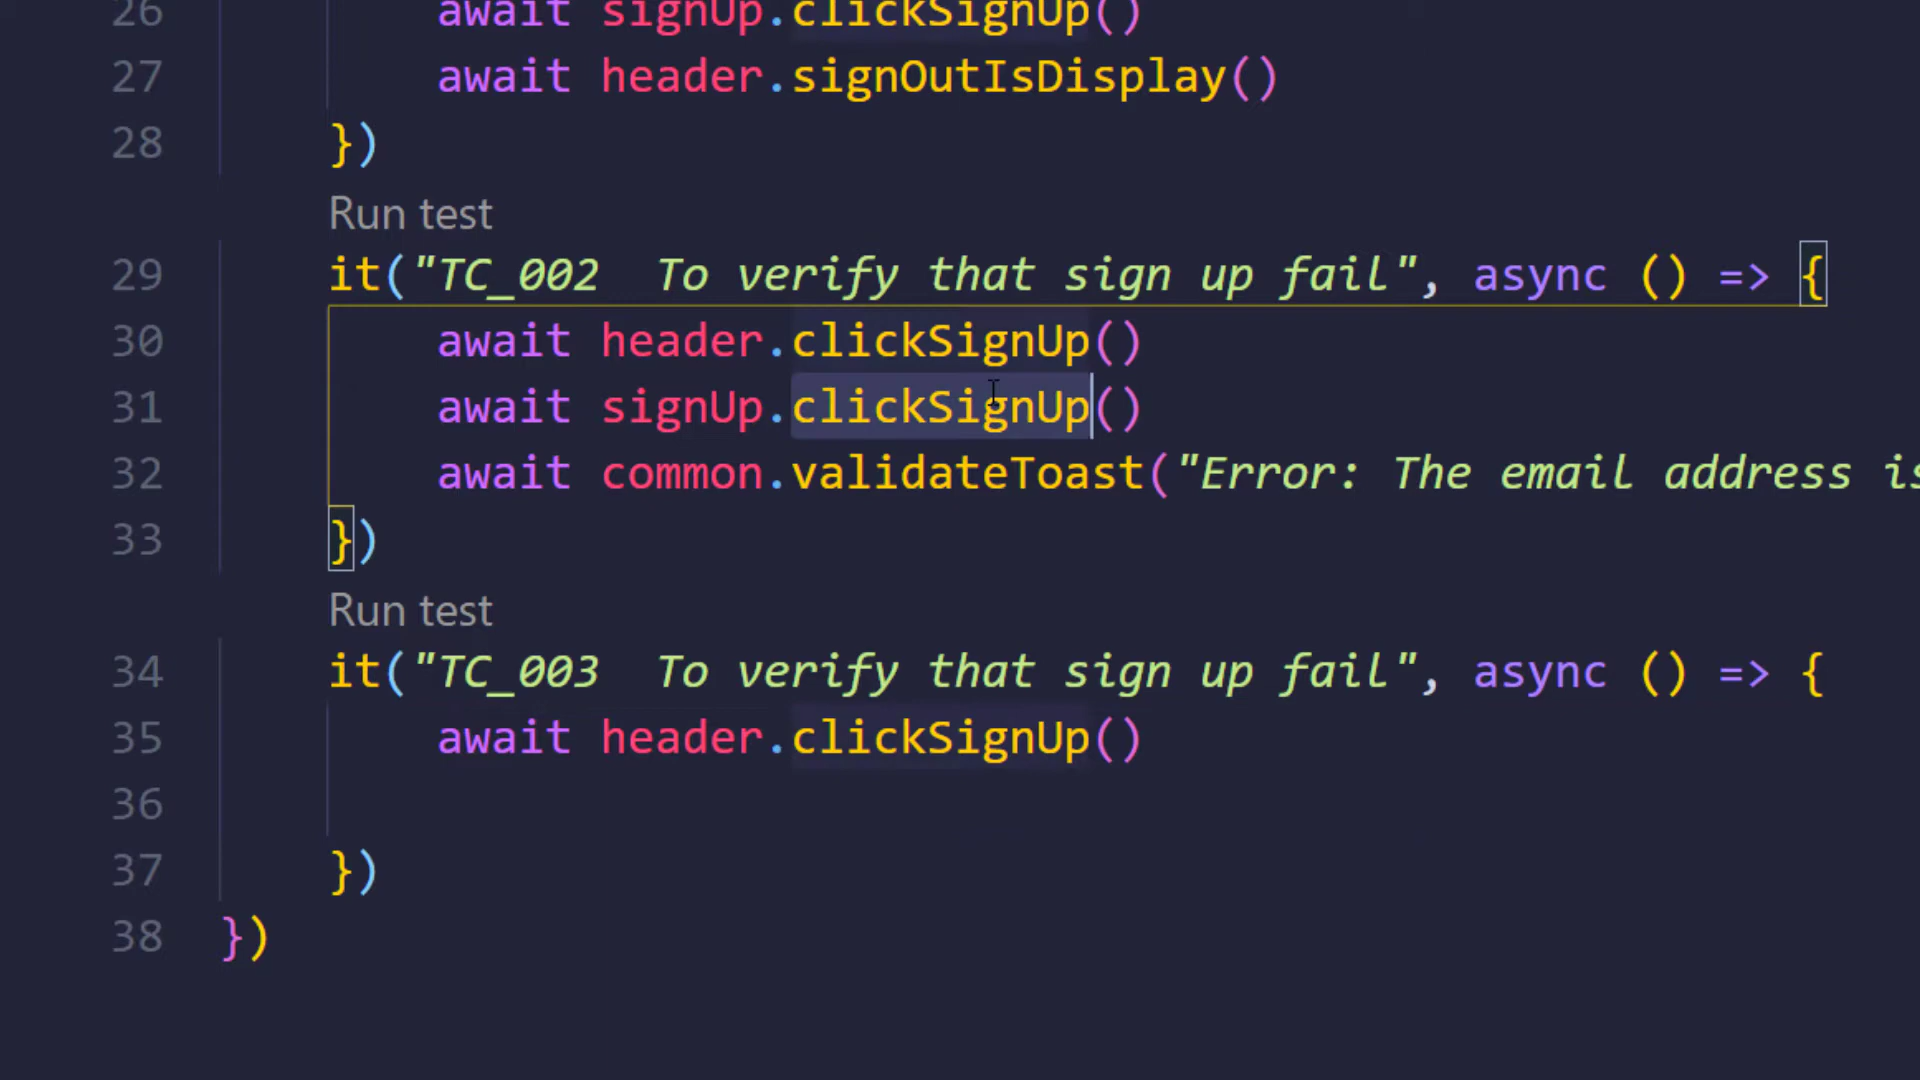 26 await signUp.clickSignUp()
27 await header.signOutIsDisplay()
28 })
Run test
29 it("TC_002  To verify that sign up fail", async () => {
30 await header.clickSignUp()
31 await signUp.clickSignUp()
32 await common.validateToast("Error: The email address is
33 })
Run test
34 it("TC_003  To verify that sign up fail", async () => {
35 await header.clickSignUp()
36
37 })
38 })